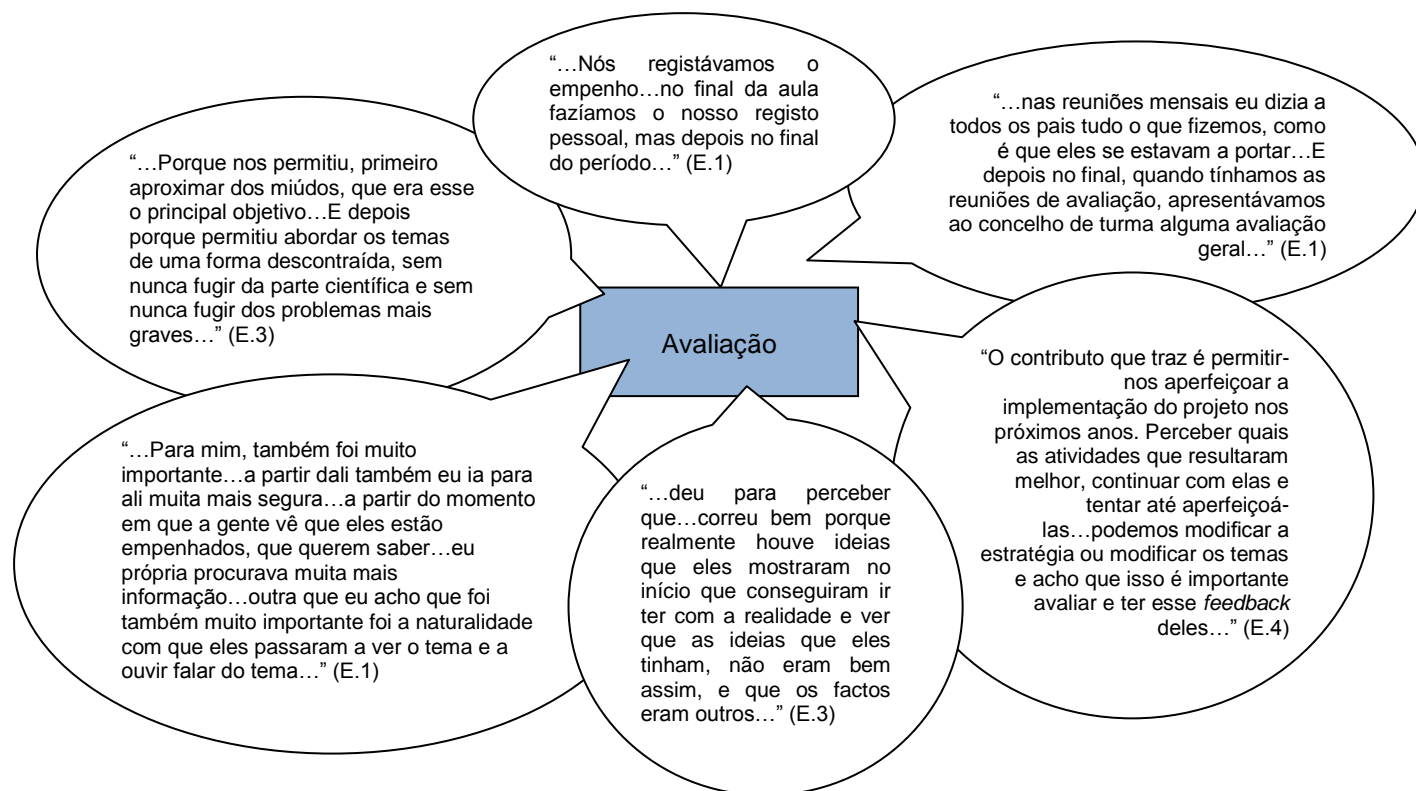 “…Nós registávamos o
empenho…no final da aula
fazíamos o nosso registo
pessoal, mas depois no final
do período…” (E.1)
“…nas reuniões mensais eu dizia a
todos os pais tudo o que fizemos, como
é que eles se estavam a portar…E
depois no final, quando tínhamos as
reuniões de avaliação, apresentávamos
ao concelho de turma alguma avaliação
geral…” (E.1)
“…Porque nos permitiu, primeiro
aproximar dos miúdos, que era esse
o principal objetivo…E depois
porque permitiu abordar os temas
de uma forma descontraída, sem
nunca fugir da parte científica e sem
nunca fugir dos problemas mais
graves…” (E.3)
Avaliação
“O contributo que traz é permitir-
nos aperfeiçoar a
implementação do projeto nos
próximos anos. Perceber quais
as atividades que resultaram
melhor, continuar com elas e
tentar até aperfeiçoá-
las…podemos modificar a
estratégia ou modificar os temas
e acho que isso é importante
avaliar e ter esse feedback
deles…” (E.4)
“…Para mim, também foi muito
importante…a partir dali também eu ia para
ali muita mais segura…a partir do momento
em que a gente vê que eles estão
empenhados, que querem saber…eu
própria procurava muita mais
informação…outra que eu acho que foi
também muito importante foi a naturalidade
com que eles passaram a ver o tema e a
ouvir falar do tema…” (E.1)
“…deu para perceber
que…correu bem porque
realmente houve ideias
que eles mostraram no
início que conseguiram ir
ter com a realidade e ver
que as ideias que eles
tinham, não eram bem
assim, e que os factos
eram outros…” (E.3)